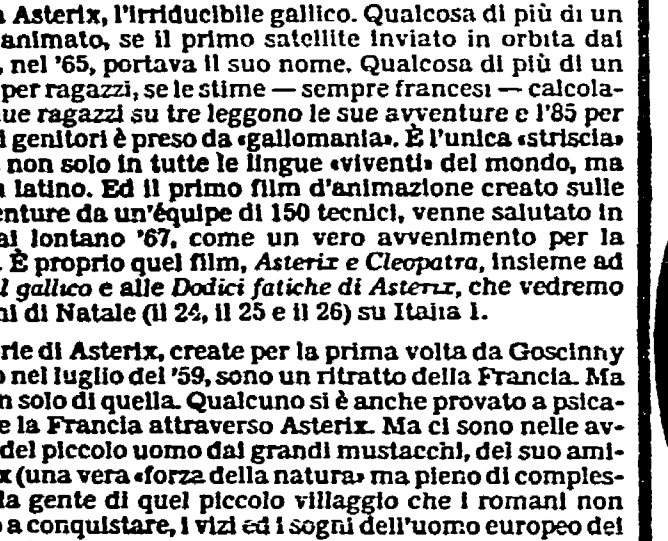 a Asterix, l'irriducibile gallico. Qualcosa di più di un
animato, se il primo satellite inviato in orbita dai
, nel '65, portava il suo nome. Qualcosa di più di un
per ragazzi, se le stime — sempre francesi — calcola-
ue ragazzi su tre leggono le sue avventure e l'85 per
i genitori è preso da «gallomania». È l'unica «striscia»
non solo in tutte le lingue «viventi» del mondo, ma
latino. Ed il primo film d'animazione creato sulle
enture da un'équipe di 150 tecnici, venne salutato in
al lontano '67, come un vero avvenimento per la
. È proprio quel film, Asterix e Cleopatra, insieme ad
l gallico e alle Dodici fatiche di Asterix, che vedremo
ni di Natale (il 24, il 25 e il 26) su Italia 1.
rie di Asterix, create per la prima volta da Goscinny
o nel luglio del '59, sono un ritratto della Francia. Ma
n solo di quella. Qualcuno si è anche provato a psica-
e la Francia attraverso Asterix. Ma ci sono nelle av-
del piccolo uomo dai grandi mustacchi, del suo ami-
x (una vera «forza della natura» ma pieno di comples-
la gente di quel piccolo villaggio che i romani non
o a conquistare, i vizi ed i sogni dell'uomo europeo del